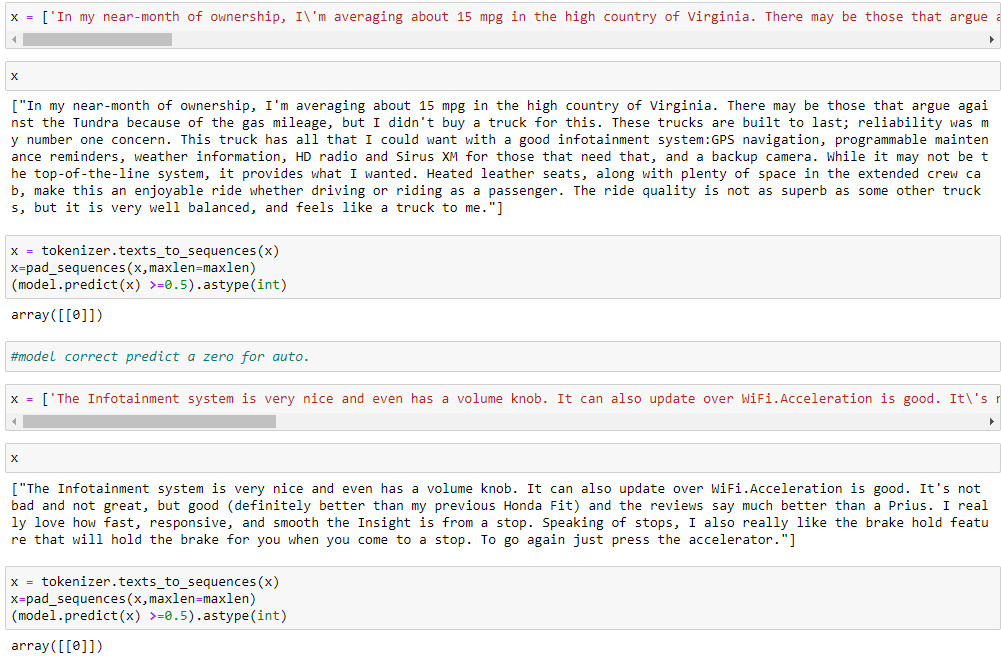 x = ['In my near-month of ownership, I\'m averaging about 15 mpg in the high country of Virginia. There may be those that argue
x
["In my near-month of ownership, I'm averaging about 15 mpg in the high country of Virginia. There may be those that argue agai
nst the Tundra because of the gas mileage, but I didn't buy a truck for this. These trucks are built to last; reliability was m
y number one concern. This truck has all that I could want with a good infotainment system:GPS navigation, programmable mainten
ance reminders, weather information, HD radio and Sirus XM for those that need that, and a backup camera. While it may not be t
he top-of-the-line system, it provides what I wanted. Heated leather seats, along with plenty of space in the extended crew ca
b, make this an enjoyable ride whether driving or riding as a passenger. The ride quality is not as superb as some other truck
s, but it is very well balanced, and feels like a truck to me."]
x = tokenizer.texts_to_sequences(x)
x=pad_sequences(x,maxlen=maxlen)
(model.predict(x) >=0.5).astype(int)
array([[0]])
#model correct predict a zero for auto.
x = ['The Infotainment system is very nice and even has a volume knob. It can also update over WiFi.Acceleration is good. It\'s
x
["The Infotainment system is very nice and even has a volume knob. It can also update over WiFi.Acceleration is good. It's not
bad and not great, but good (definitely better than my previous Honda Fit) and the reviews say much better than a Prius. I real
ly love how fast, responsive, and smooth the Insight is from a stop. Speaking of stops, I also really like the brake hold featu
re that will hold the brake for you when you come to a stop. To go again just press the accelerator."]
x = tokenizer.texts_to_sequences(x)
x=pad_sequences(x,maxlen=maxlen)
(model.predict(x) >=0.5).astype(int)
array([[0]])